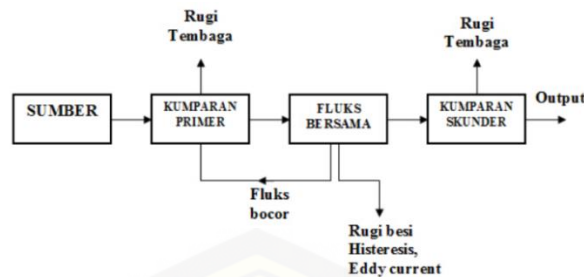 Rugi
Tembaga
Rugi
Tembaga
SUMBER
KUMPARAN
PRIMER
FLUKS
BERSAMA
KUMPARAN
SKUNDER
Output
Fluks
bocor
Rugi besi
Histeresis,
Eddy current